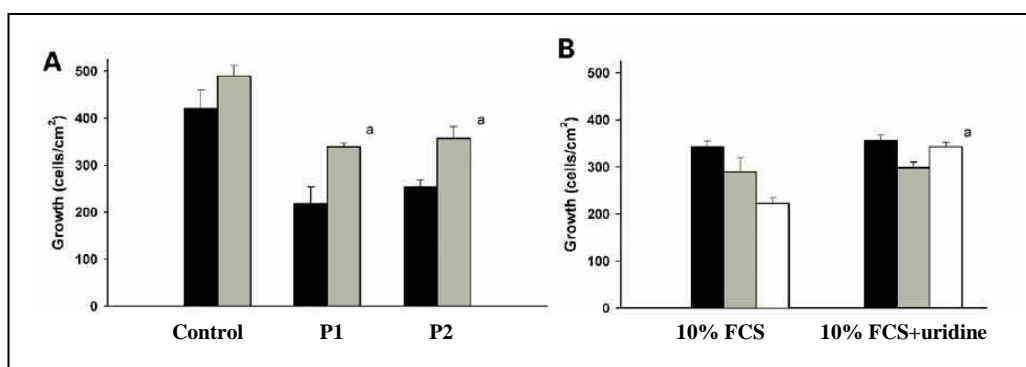 A
Growth (cells/cm²)
500
400
300
200
100
0
a
a
Control P1 P2
B
Growth (cells/cm²)
500
400
300
200
100
0
a
10% FCS 10% FCS+uridine